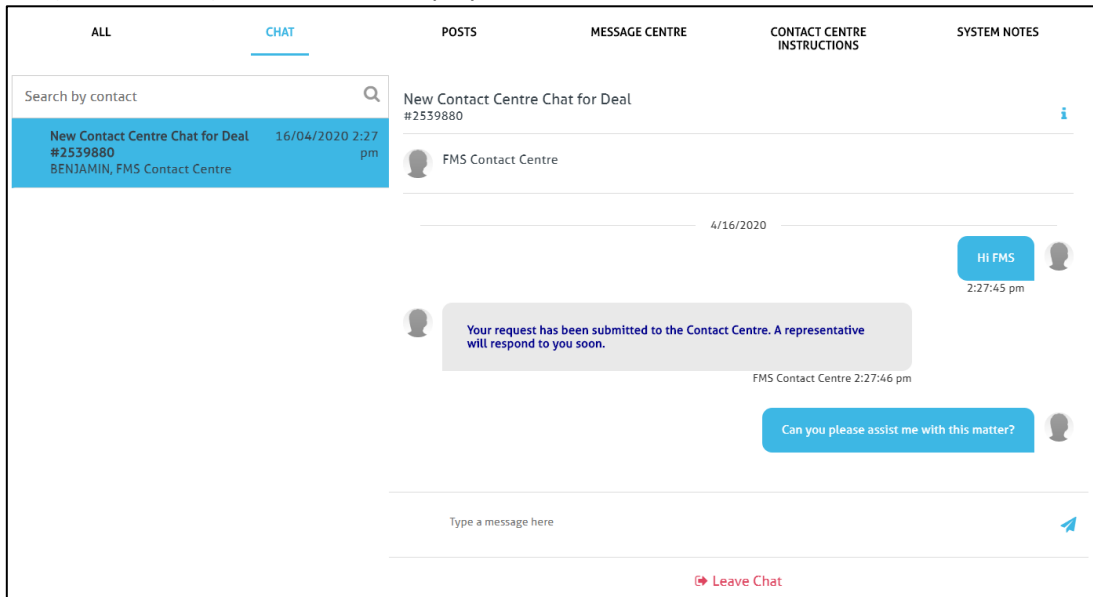 ALL
CHAT
POSTS
MESSAGE CENTRE
CONTACT CENTRE
INSTRUCTIONS
SYSTEM NOTES
Search by contact
New Contact Centre Chat for Deal
#2539880
16/04/2020 2:27
pm
BENJAMIN, FMS Contact Centre
New Contact Centre Chat for Deal
#2539880
FMS Contact Centre
4/16/2020
Hi FMS
2:27:45 pm
Your request has been submitted to the Contact Centre. A representative
will respond to you soon.
FMS Contact Centre 2:27:46 pm
Can you please assist me with this matter?
Type a message here
Leave Chat